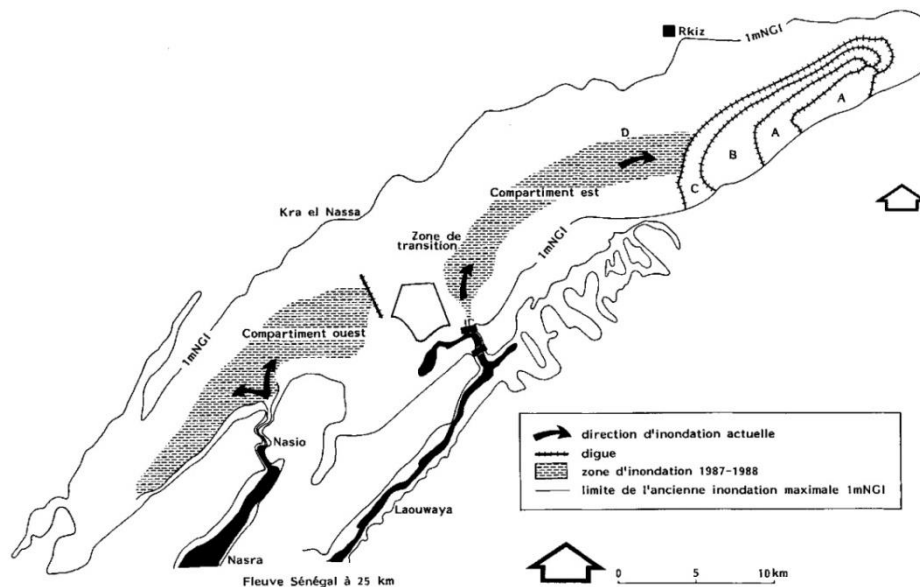 Rkiz
1mNGI
A
A
B
C
D
Compartiment est
Kra el Nassa
Zone de
transition
1mNGI
Compartiment ouest
1mNGI
Nasio
Laouwaya
Nasra
Fleuve Sénégal à 25 km
direction d'inondation actuelle
digue
zone d'inondation 1987-1988
limite de l'ancienne inondation maximale 1mNGI
0 5 10km